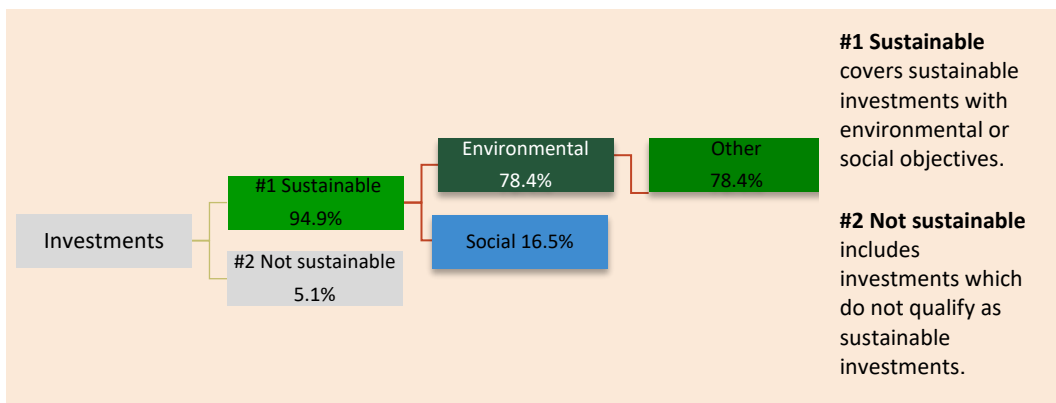 Investments
#1 Sustainable
94.9%
#2 Not sustainable
5.1%
Environmental
78.4%
Social 16.5%
Other
78.4%
#1 Sustainable
covers sustainable
investments with
environmental or
social objectives.
#2 Not sustainable
includes
investments which
do not qualify as
sustainable
investments.